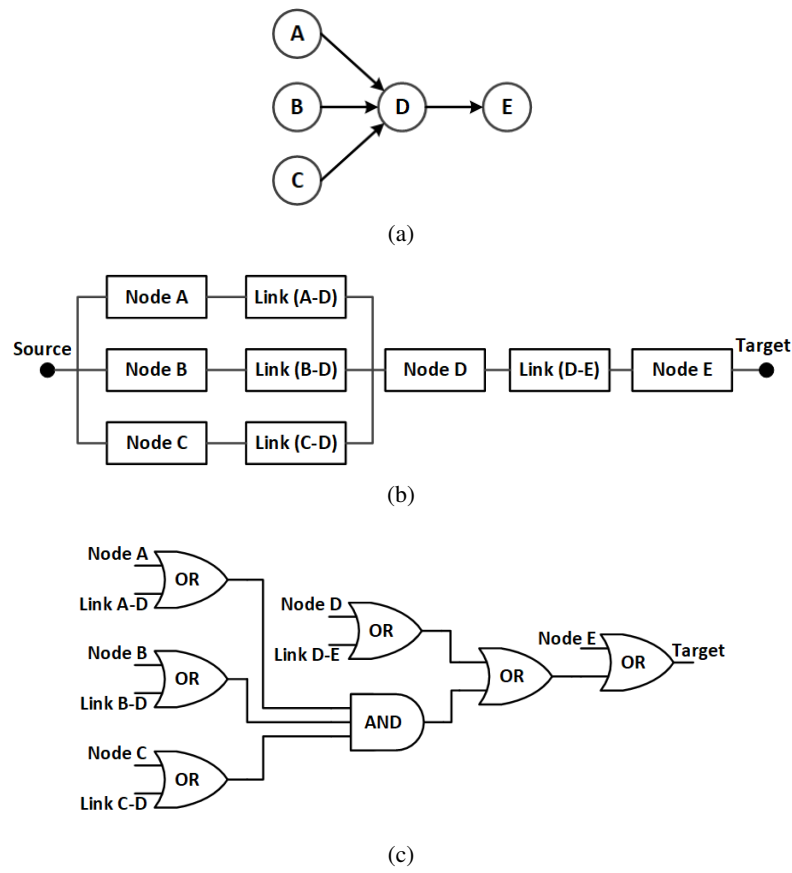 A
B
D
E
C
(a)
Node A
Link (A-D)
Source
Node B
Link (B-D)
Node D
Link (D-E)
Node E
Target
Node C
Link (C-D)
(b)
Node A
OR
Link A-D
Node D
OR
Link D-E
Node B
OR
Link B-D
Node E
OR
Target
OR
AND
Node C
OR
Link C-D
(c)